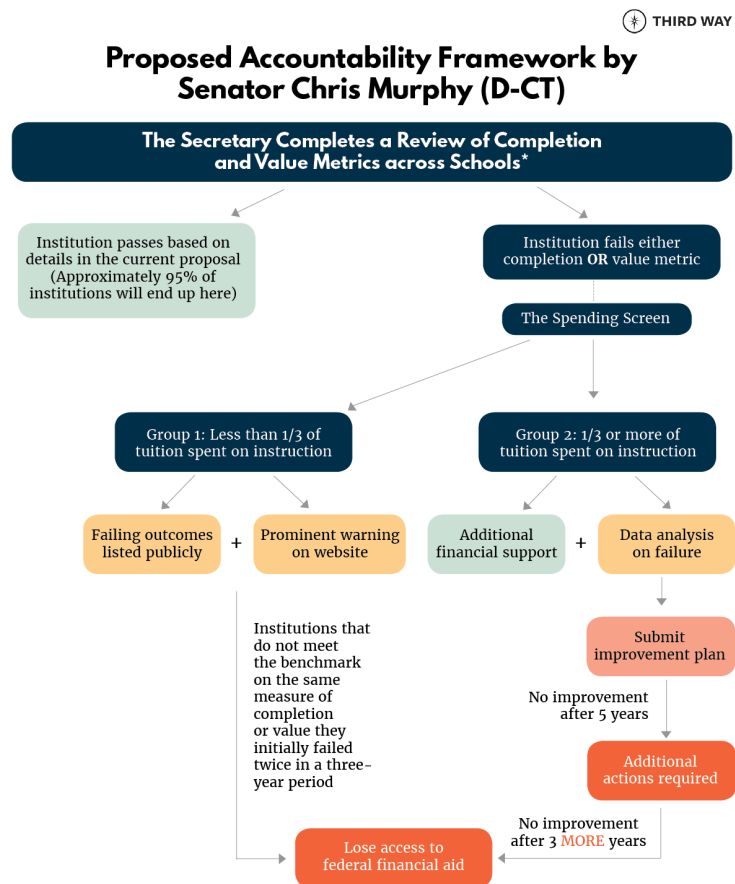 THIRD WAY
Proposed Accountability Framework by
Senator Chris Murphy (D-CT)
The Secretary Completes a Review of Completion
and Value Metrics across Schools*
Institution passes based on
details in the current proposal
(Approximately 95% of
institutions will end up here)
Institution fails either
completion OR value metric
The Spending Screen
Group 1: Less than 1/3 of
tuition spent on instruction
Group 2: 1/3 or more of
tuition spent on instruction
Failing outcomes
listed publicly
+
Prominent warning
on website
Additional
financial support
+
Data analysis
on failure
Institutions that
do not meet
the benchmark
on the same
measure of
completion
or value they
initially failed
twice in a three-
year period
Submit
improvement plan
No improvement
after 5 years
Additional
actions required
No improvement
after 3 MORE years
Lose access to
federal financial aid